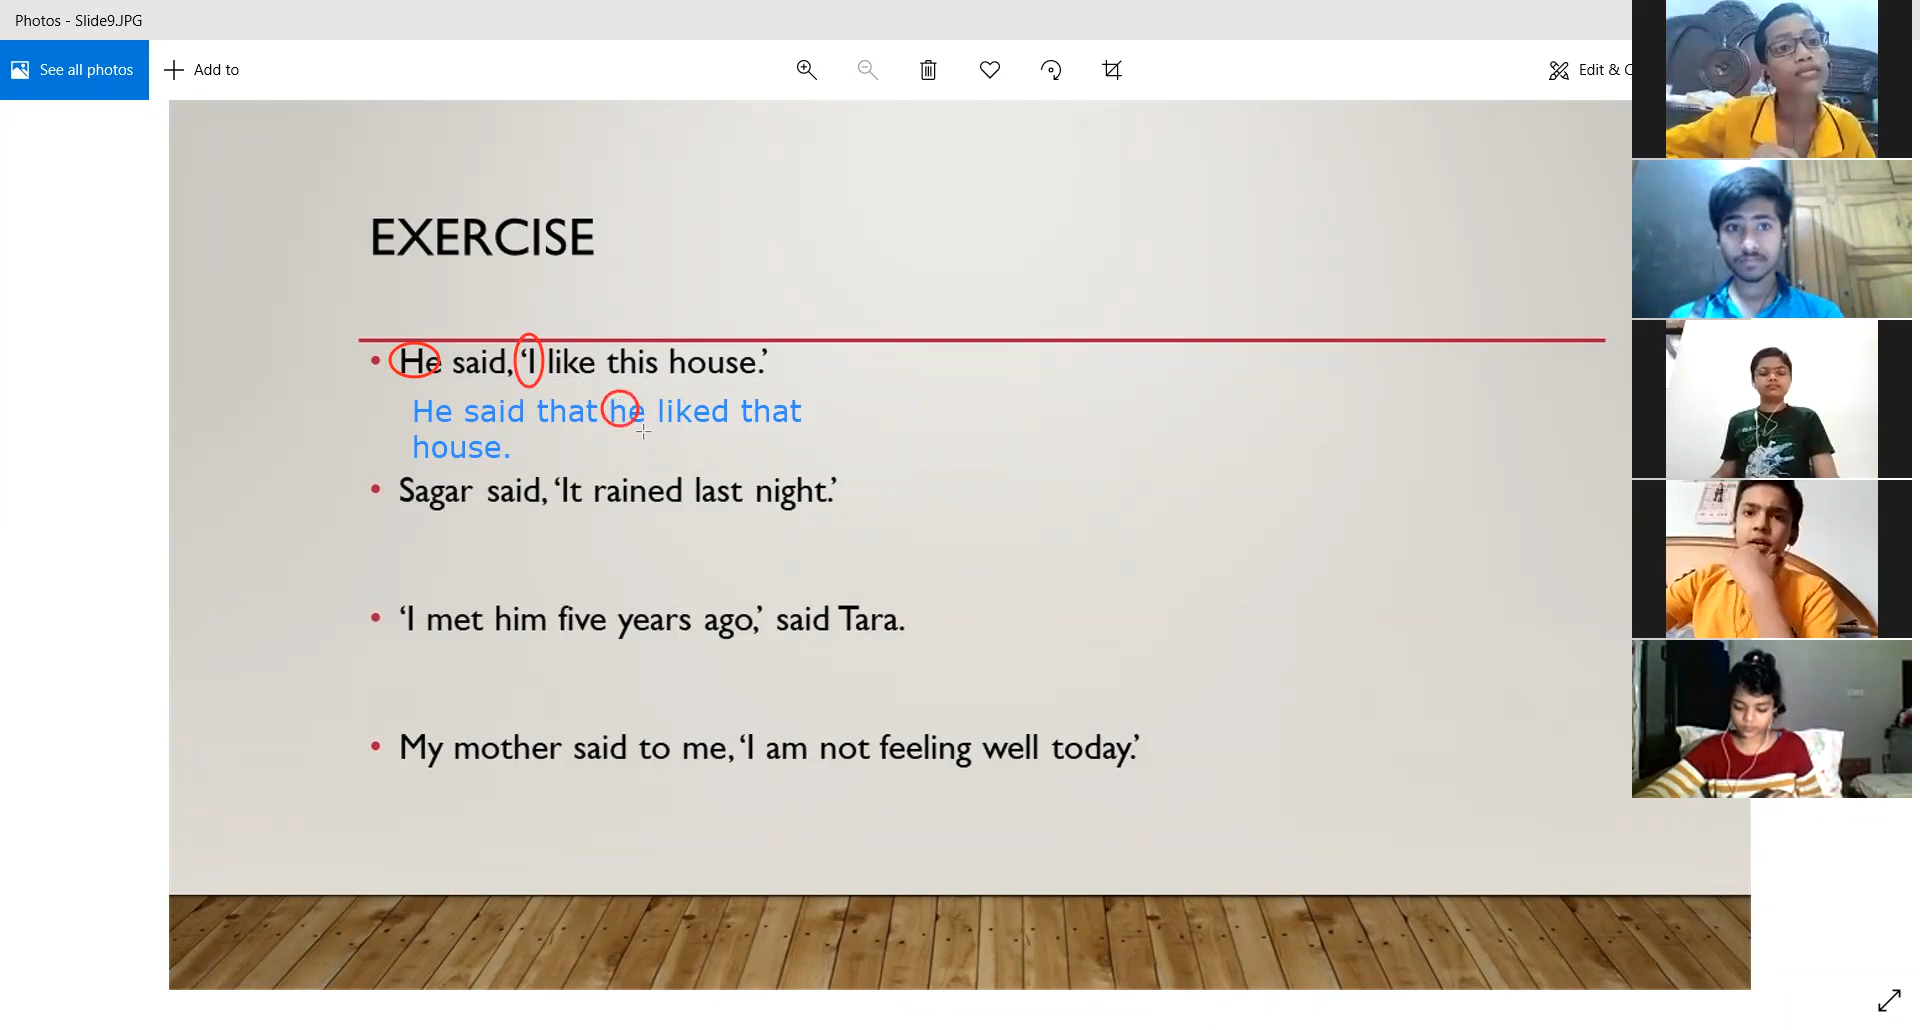 Photos - Slide9.JPG
See all photos
Add to
Edit & C
EXERCISE
• He said, ‘I like this house.’
He said that he liked that
house.
• Sagar said, ‘It rained last night.’
• ‘I met him five years ago,’ said Tara.
• My mother said to me, ‘I am not feeling well today.’